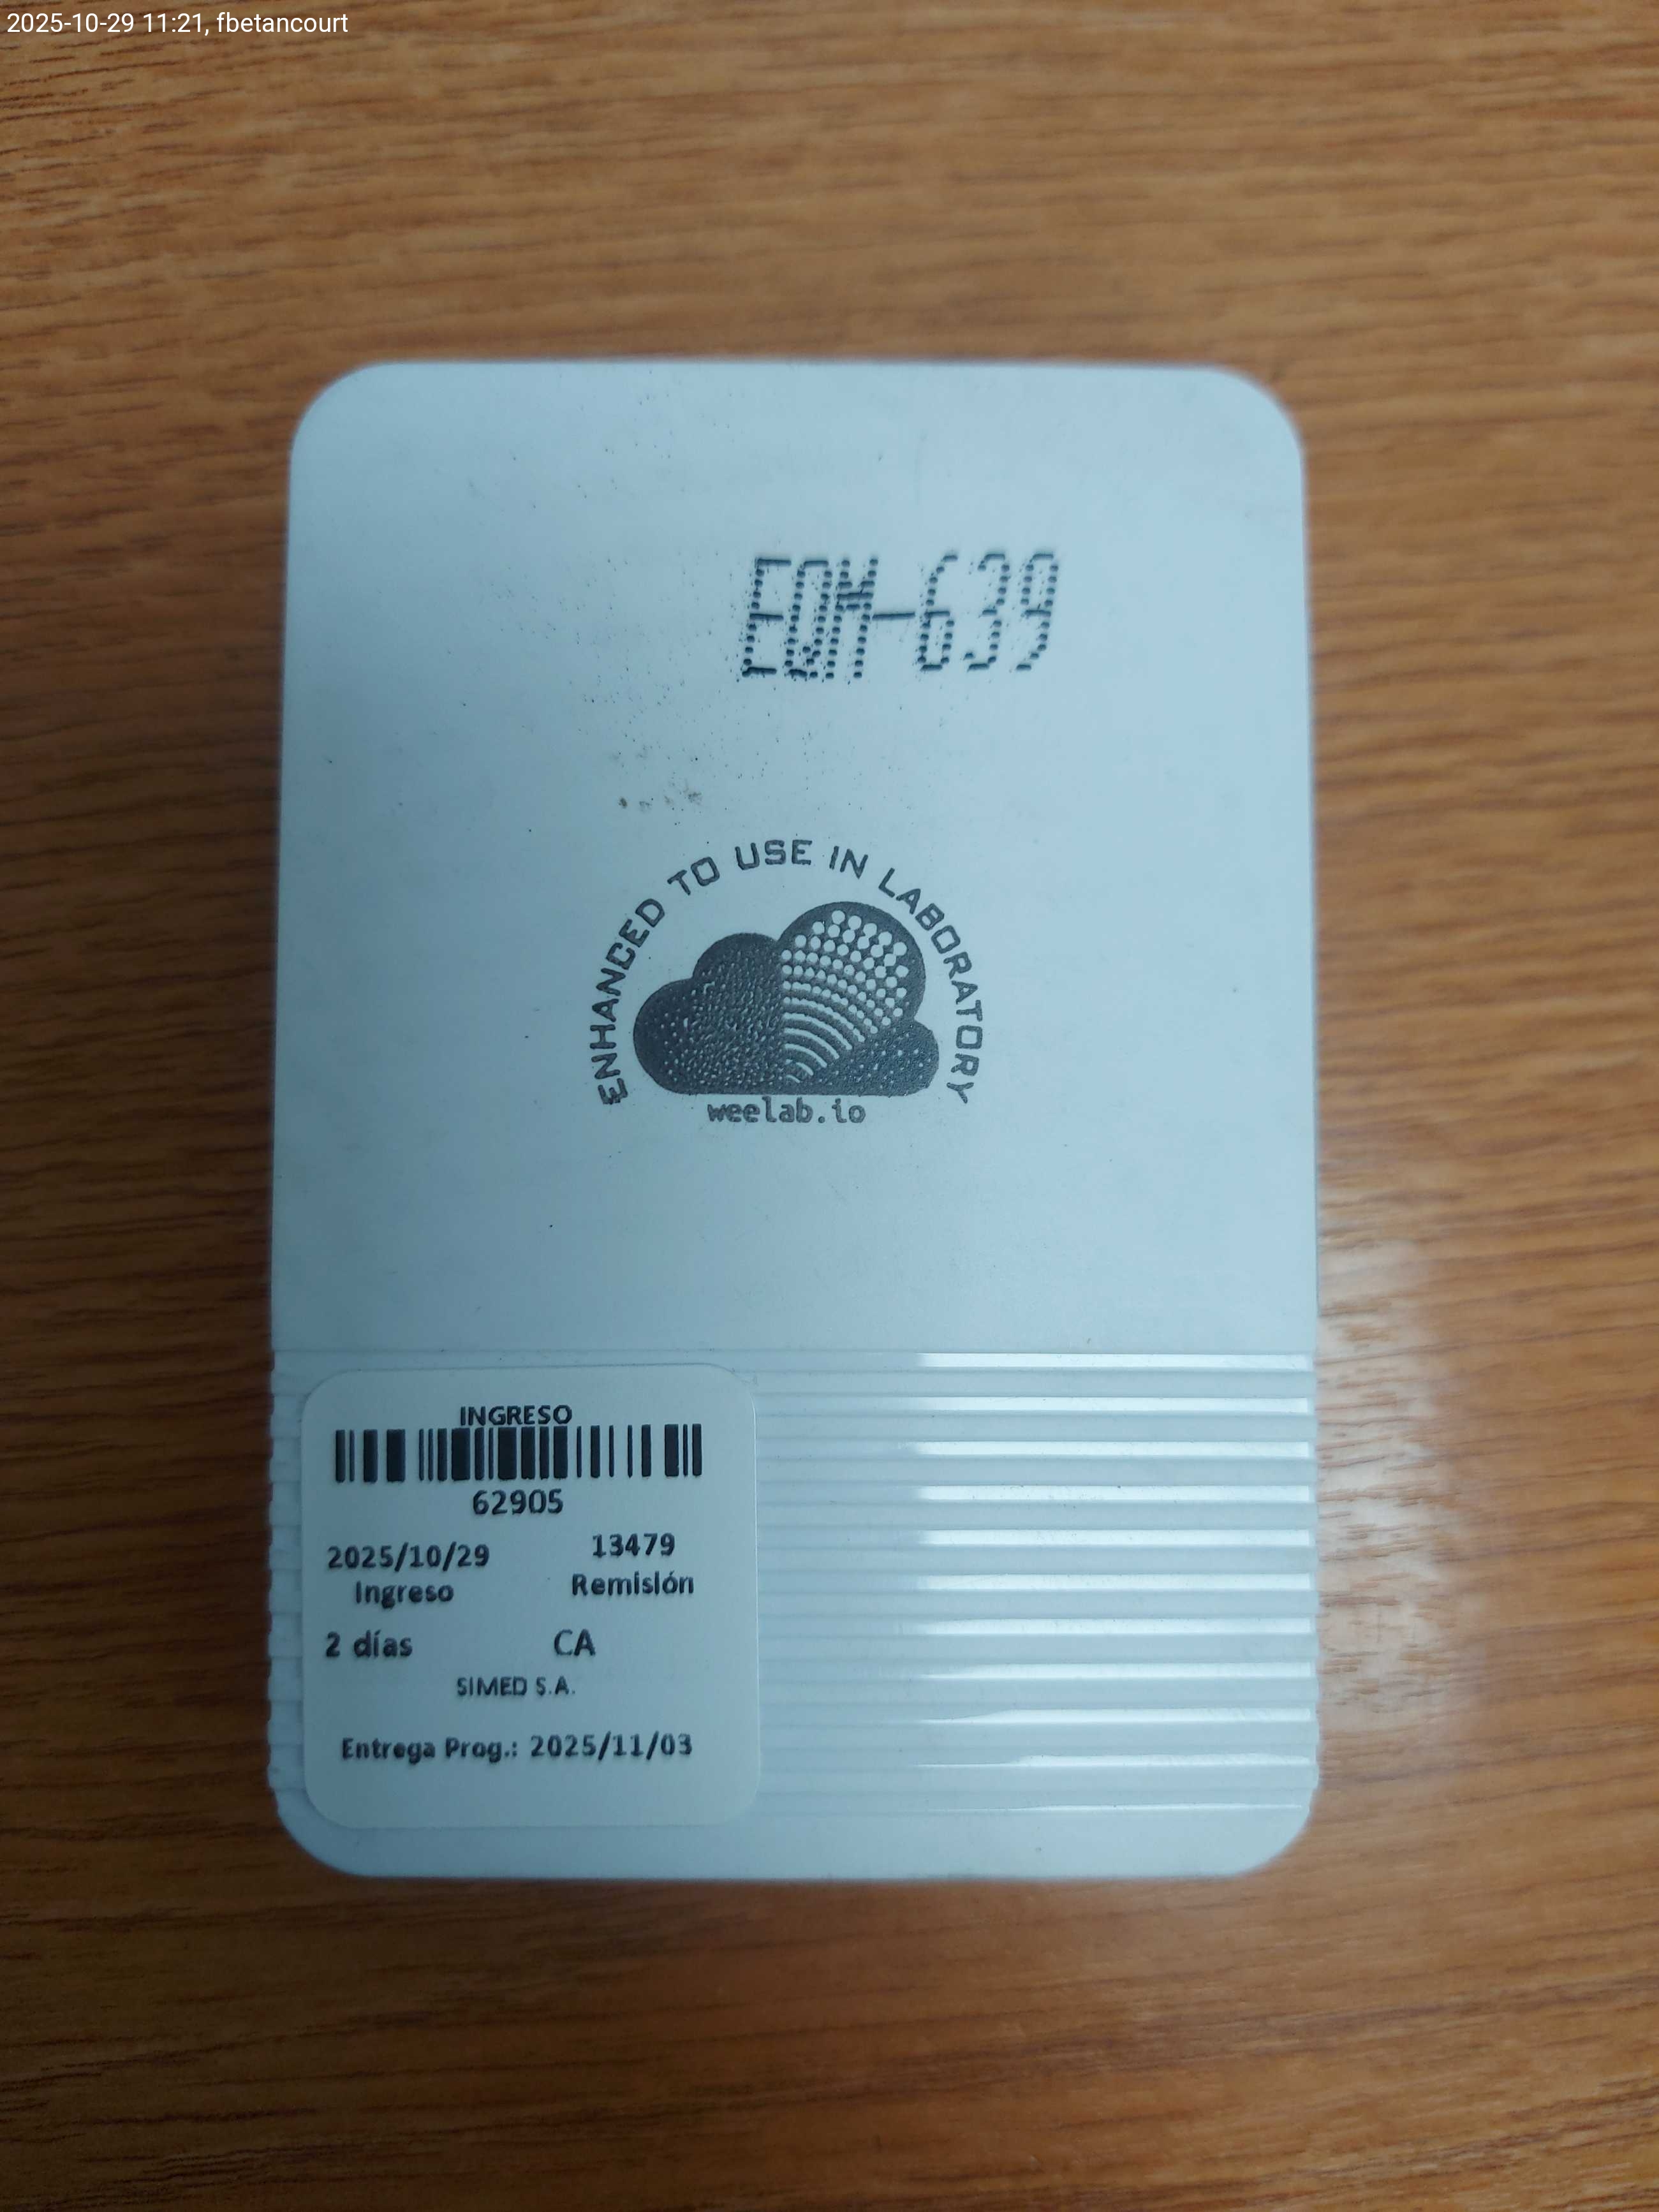 2025-10-29 11:21, fbetancourt
EQM-639
ENHANCED TO USE IN LABORATORY
weelab.io
INGRESO
62905
2025/10/29 13479
Ingreso Remisión
2 días CA
SIMED S.A.
Entrega Prog.: 2025/11/03